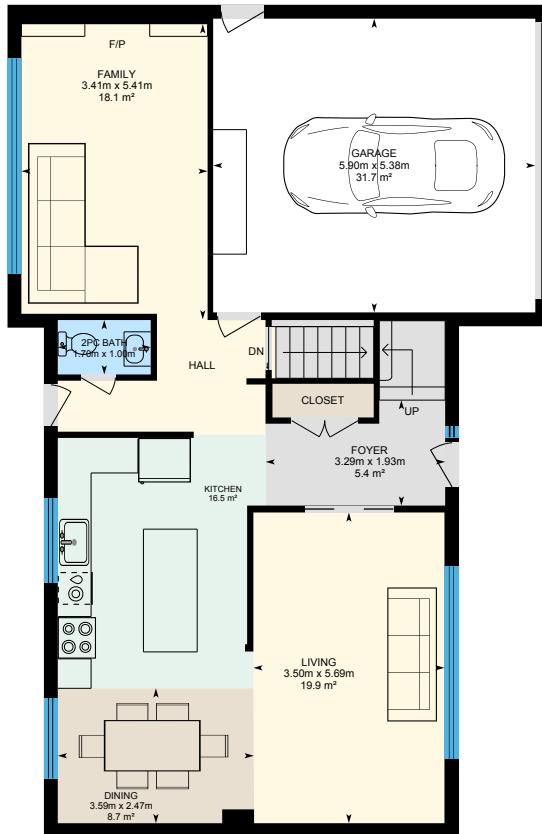 F/P
FAMILY
3.41m x 5.41m
18.1 m²
GARAGE
5.90m x 5.38m
31.7 m²
2PC BATH
1.70m x 1.00m
HALL
DN
CLOSET
UP
FOYER
3.29m x 1.93m
5.4 m²
KITCHEN
16.5 m²
LIVING
3.50m x 5.69m
19.9 m²
DINING
3.59m x 2.47m
8.7 m²